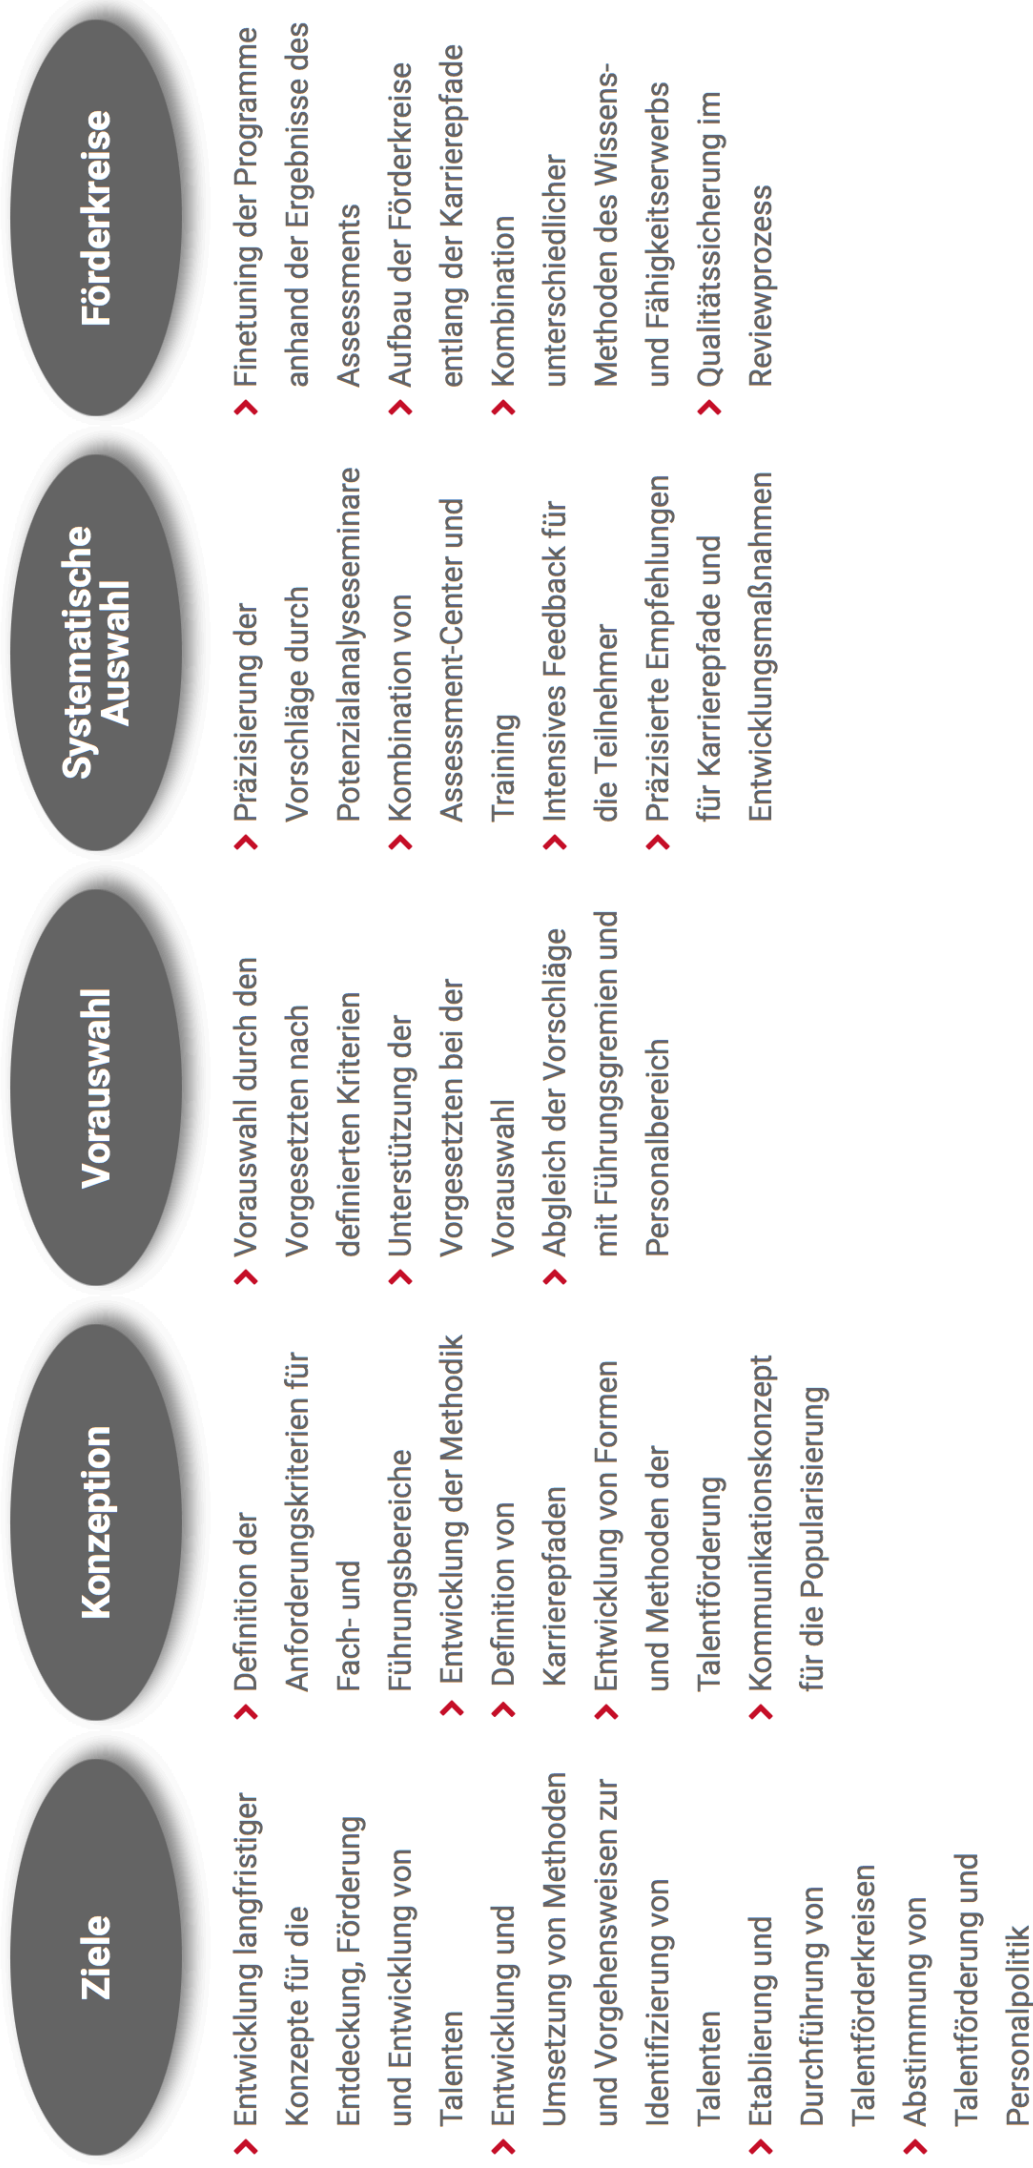 Ziele
Entwicklung langfristiger
Konzepte für die
Entdeckung, Förderung
und Entwicklung von
Talenten
Entwicklung und
Umsetzung von Methoden
und Vorgehensweisen zur
Identifizierung von
Talenten
Etablierung und
Durchführung von
Talentförderkreisen
Abstimmung von
Talentförderung und
Personalpolitik
Konzeption
Definition der
Anforderungskriterien für
Fach- und
Führungsbereiche
Entwicklung der Methodik
Definition von
Karrierepfaden
Entwicklung von Formen
und Methoden der
Talentförderung
Kommunikationskonzept
für die Popularisierung
Vorauswahl
Vorauswahl durch den
Vorgesetzten nach
definierten Kriterien
Unterstützung der
Vorgesetzten bei der
Vorauswahl
Abgleich der Vorschläge
mit Führungsgremien und
Personalbereich
Systematische
Auswahl
Präzisierung der
Vorschläge durch
Potenzialanalyseseminare
Kombination von
Assessment-Center und
Training
Intensives Feedback für
die Teilnehmer
Präzisierte Empfehlungen
für Karrierepfade und
Entwicklungsmaßnahmen
Förderkreise
Finetuning der Programme
anhand der Ergebnisse des
Assessments
Aufbau der Förderkreise
entlang der Karrierepfade
Kombination
unterschiedlicher
Methoden des Wissens-
und Fähigkeitserwerbs
Qualitätssicherung im
Reviewprozess